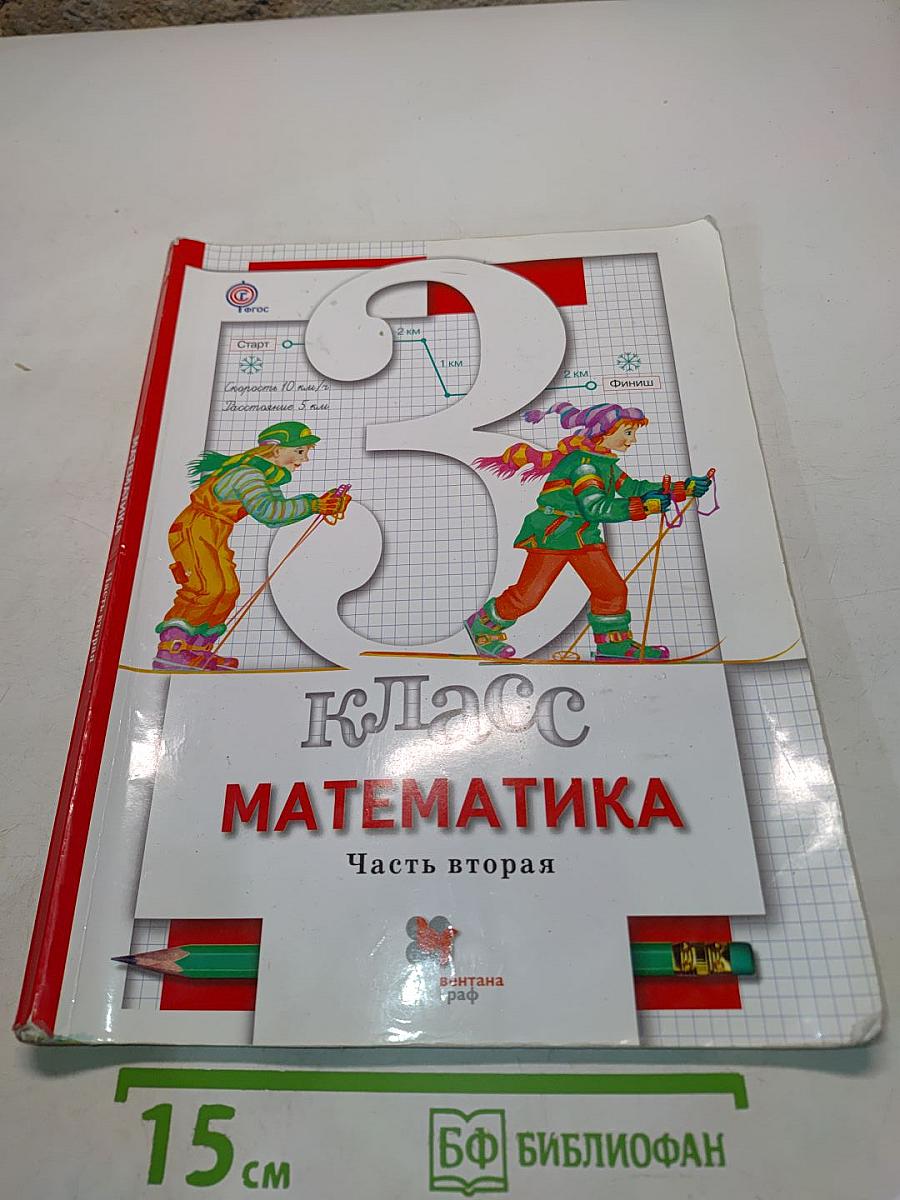 ФГОС
3
Старт
2 км
1 км
2 км
Финиш
Скорость 10 км/ч
Расстояние 5 км
класс
МАТЕМАТИКА
Часть вторая
вентана
граф
15 см
БФ БИБЛИОФАН